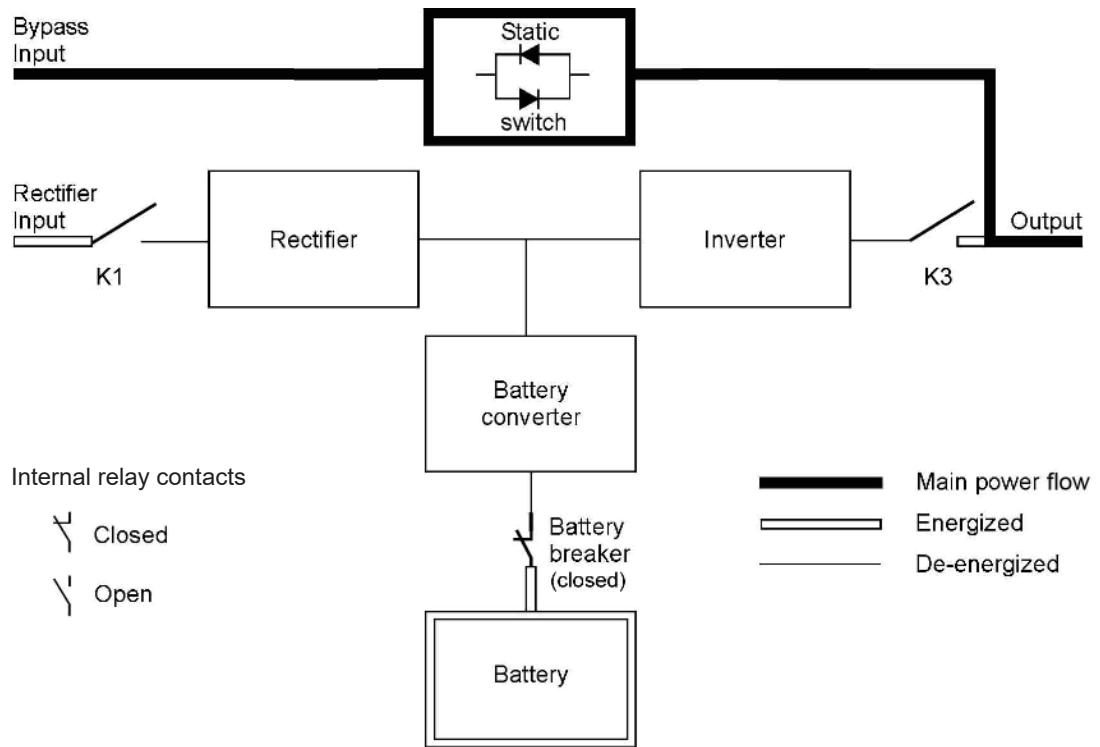 Bypass
Input
Static
switch
Rectifier
Input
K1
Rectifier
Inverter
K3
Output
Battery
converter
Internal relay contacts
Closed
Open
Battery
breaker
(closed)
Battery
Main power flow
Energized
De-energized